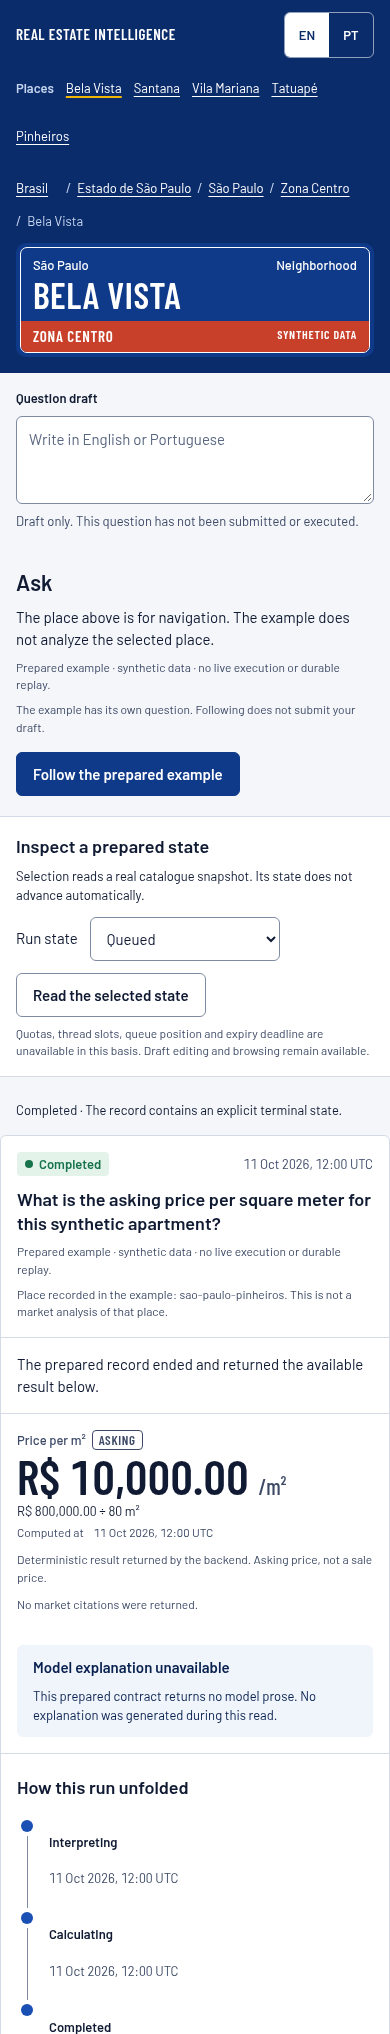 REAL ESTATE INTELLIGENCE
EN PT
Places Bela Vista Santana Vila Mariana Tatuapé
Pinheiros
Brasil / Estado de São Paulo / São Paulo / Zona Centro
/ Bela Vista
São Paulo Neighborhood
BELA VISTA
ZONA CENTRO SYNTHETIC DATA
Question draft
Write in English or Portuguese
Draft only. This question has not been submitted or executed.
Ask
The place above is for navigation. The example does
not analyze the selected place.
Prepared example · synthetic data · no live execution or durable
replay.
The example has its own question. Following does not submit your
draft.
Follow the prepared example
Inspect a prepared state
Selection reads a real catalogue snapshot. Its state does not
advance automatically.
Run state Queued
Read the selected state
Quotas, thread slots, queue position and expiry deadline are
unavailable in this basis. Draft editing and browsing remain available.
Completed · The record contains an explicit terminal state.
Completed 11 Oct 2026, 12:00 UTC
What is the asking price per square meter for
this synthetic apartment?
Prepared example · synthetic data · no live execution or durable
replay.
Place recorded in the example: sao-paulo-pinheiros. This is not a
market analysis of that place.
The prepared record ended and returned the available
result below.
Price per m² ASKING
R$ 10,000.00 /m²
R$ 800,000.00 ÷ 80 m²
Computed at 11 Oct 2026, 12:00 UTC
Deterministic result returned by the backend. Asking price, not a sale
price.
No market citations were returned.
Model explanation unavailable
This prepared contract returns no model prose. No
explanation was generated during this read.
How this run unfolded
Interpreting
11 Oct 2026, 12:00 UTC
Calculating
11 Oct 2026, 12:00 UTC
Completed